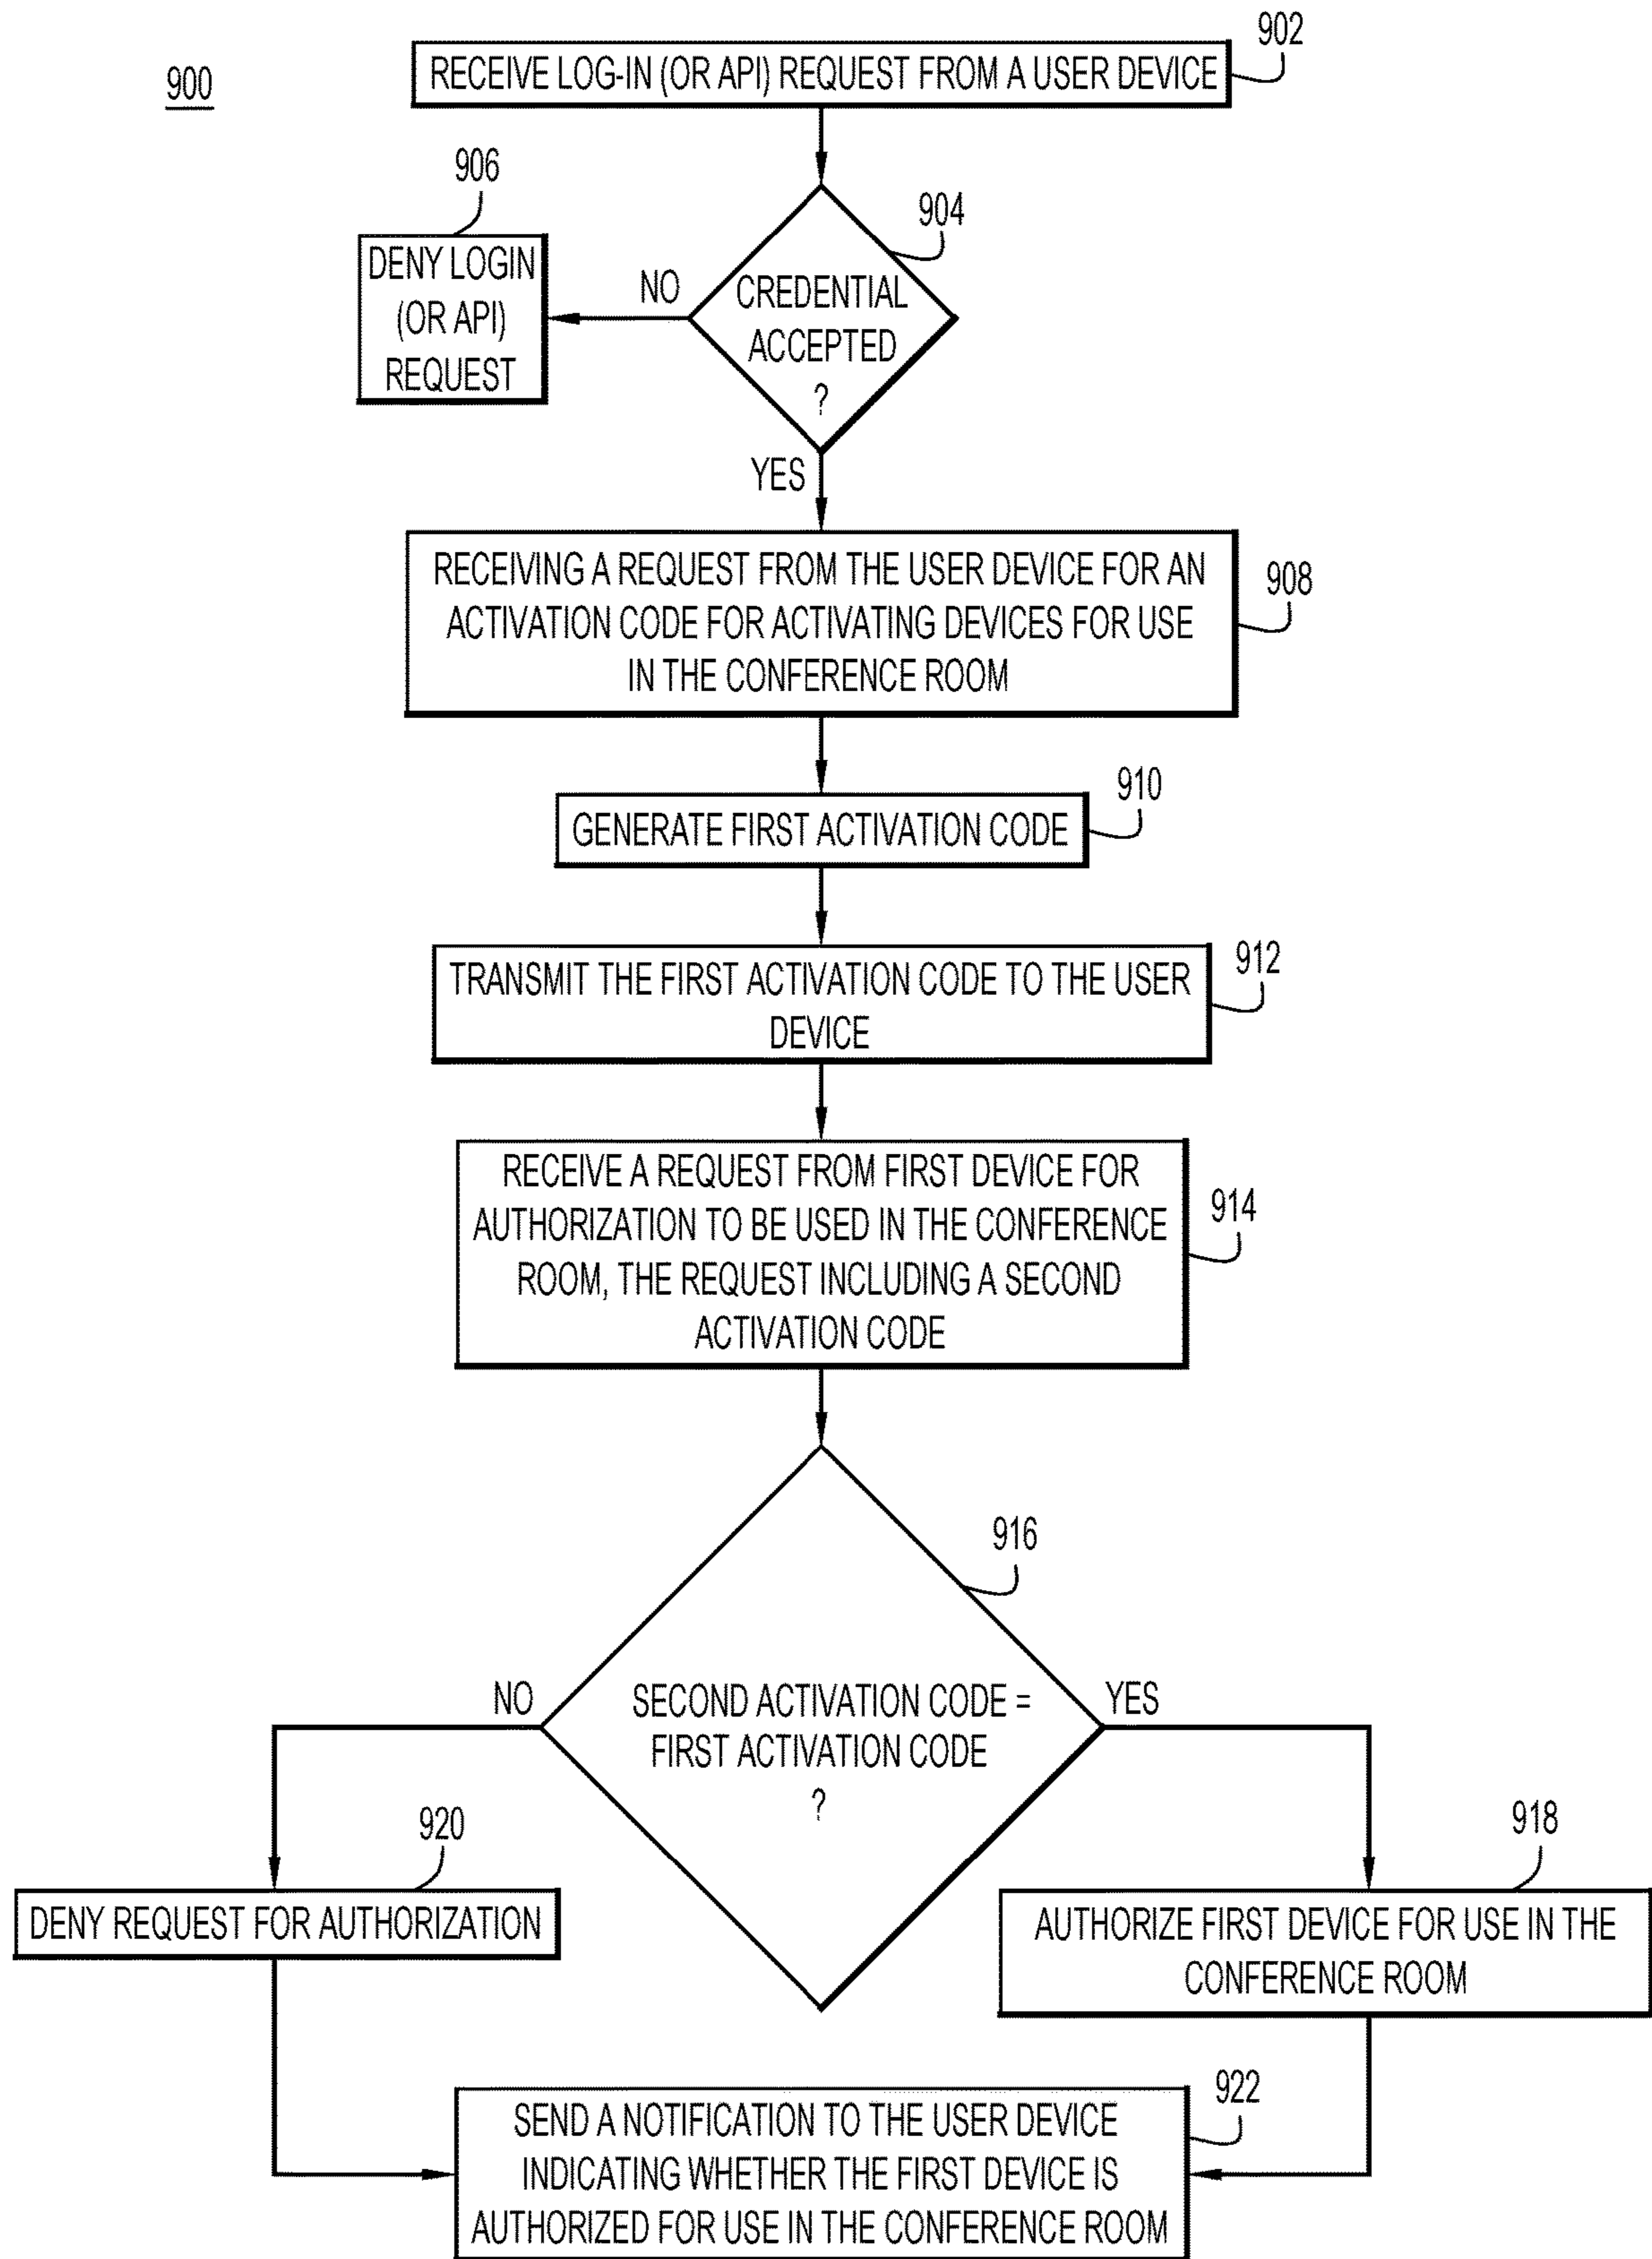 900
902
RECEIVE LOG-IN (OR API) REQUEST FROM A USER DEVICE
906
904
DENY LOGIN
(OR API)
REQUEST
NO
CREDENTIAL
ACCEPTED
?
YES
RECEIVING A REQUEST FROM THE USER DEVICE FOR AN
ACTIVATION CODE FOR ACTIVATING DEVICES FOR USE
IN THE CONFERENCE ROOM
908
910
GENERATE FIRST ACTIVATION CODE
912
TRANSMIT THE FIRST ACTIVATION CODE TO THE USER
DEVICE
RECEIVE A REQUEST FROM FIRST DEVICE FOR
AUTHORIZATION TO BE USED IN THE CONFERENCE
ROOM, THE REQUEST INCLUDING A SECOND
ACTIVATION CODE
914
916
NO
SECOND ACTIVATION CODE =
FIRST ACTIVATION CODE
?
YES
920
DENY REQUEST FOR AUTHORIZATION
918
AUTHORIZE FIRST DEVICE FOR USE IN THE
CONFERENCE ROOM
922
SEND A NOTIFICATION TO THE USER DEVICE
INDICATING WHETHER THE FIRST DEVICE IS
AUTHORIZED FOR USE IN THE CONFERENCE ROOM